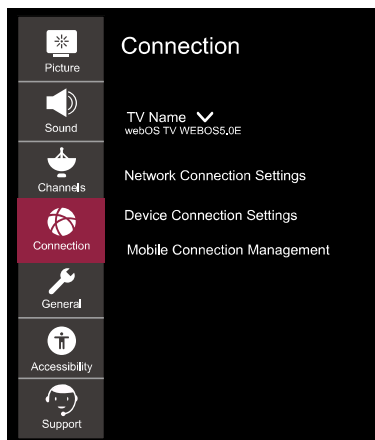 Picture
Sound
Channels
Connection
General
Accessibility
Support
Connection
TV Name
webOS TV WEBOS5.0E
Network Connection Settings
Device Connection Settings
Mobile Connection Management